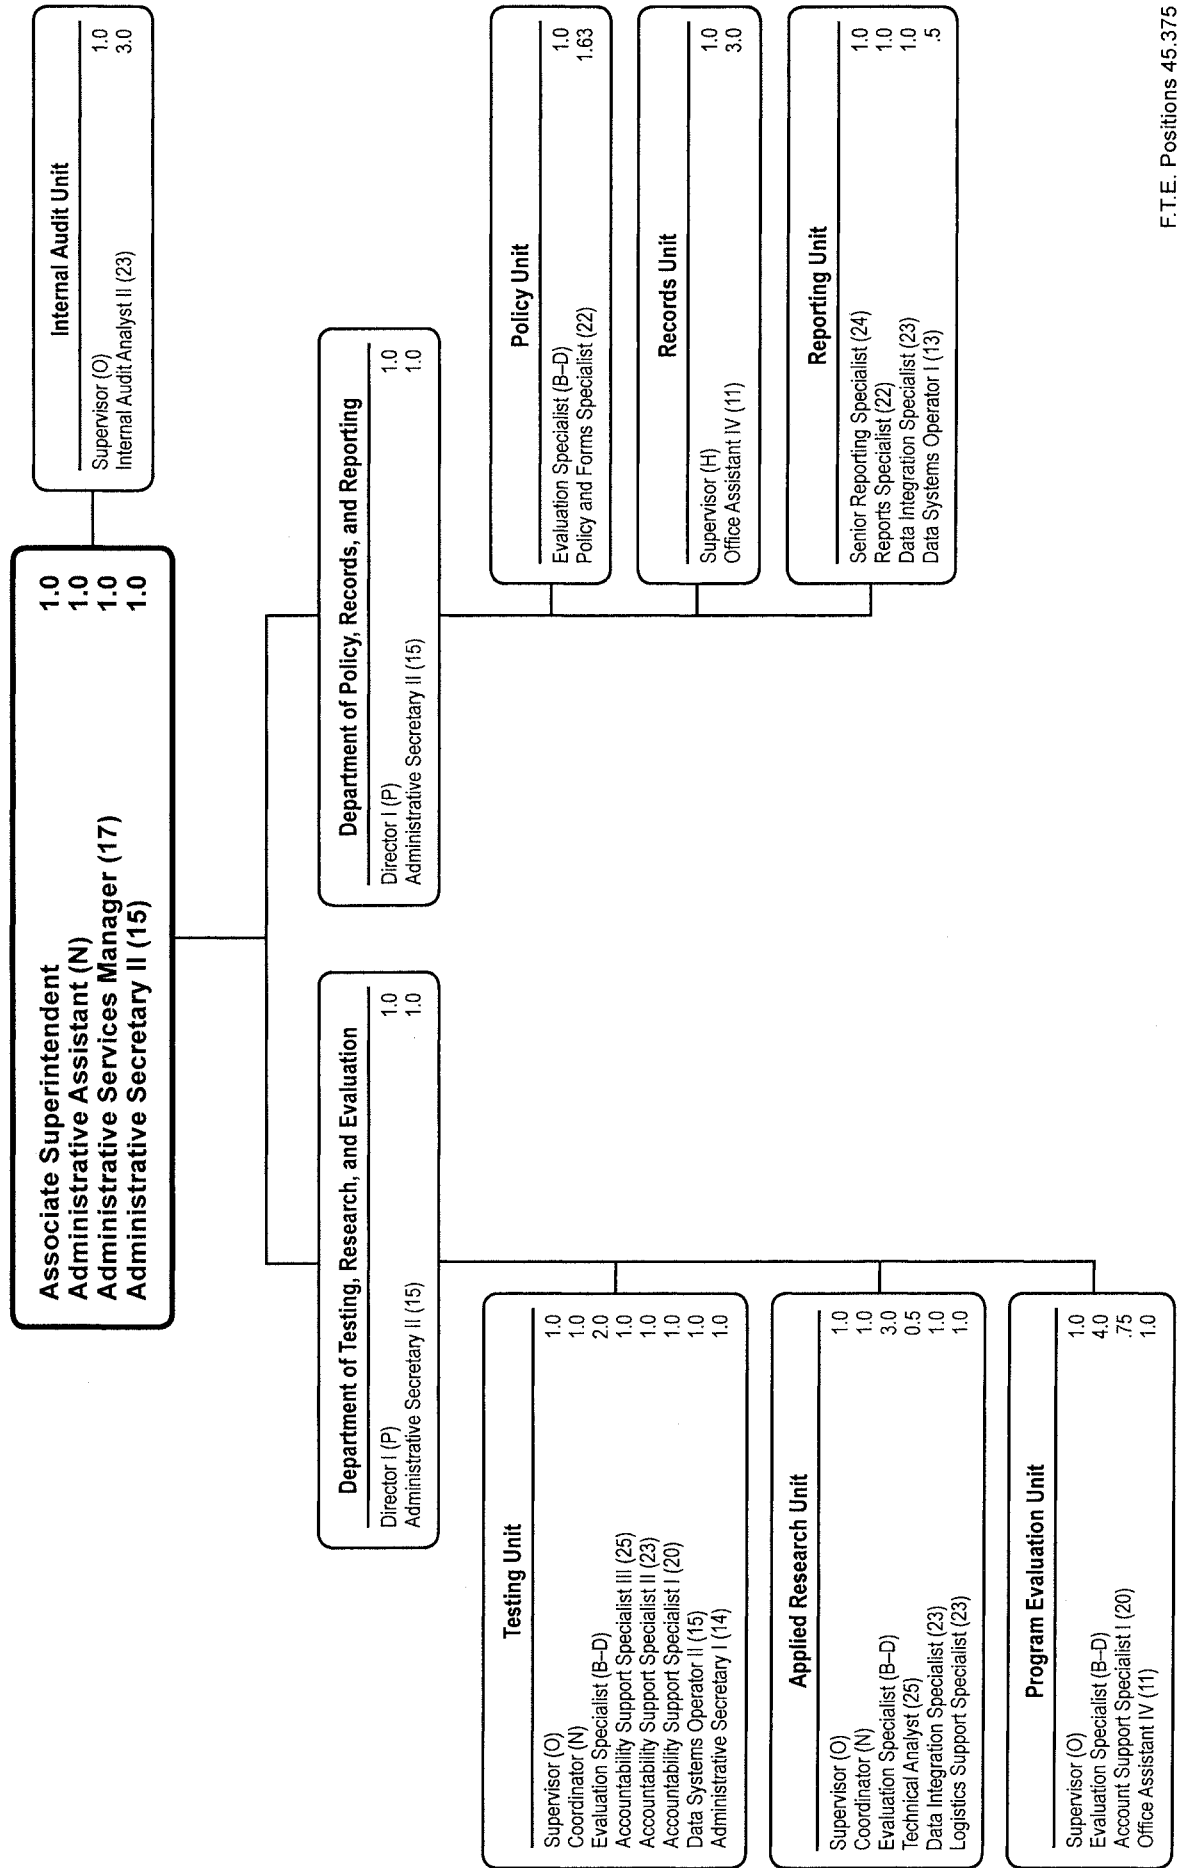 Associate Superintendent 1.0
Administrative Assistant (N) 1.0
Administrative Services Manager (17) 1.0
Administrative Secretary II (15) 1.0
Internal Audit Unit
Supervisor (O) 1.0
Internal Audit Analyst II (23) 3.0
Department of Testing, Research, and Evaluation
Director I (P) 1.0
Administrative Secretary II (15) 1.0
Department of Policy, Records, and Reporting
Director I (P) 1.0
Administrative Secretary II (15) 1.0
Testing Unit
Supervisor (O) 1.0
Coordinator (N) 1.0
Evaluation Specialist (B–D) 2.0
Accountability Support Specialist III (25) 1.0
Accountability Support Specialist II (23) 1.0
Accountability Support Specialist I (20) 1.0
Data Systems Operator II (15) 1.0
Administrative Secretary I (14) 1.0
Applied Research Unit
Supervisor (O) 1.0
Coordinator (N) 1.0
Evaluation Specialist (B–D) 3.0
Technical Analyst (25) 0.5
Data Integration Specialist (23) 1.0
Logistics Support Specialist (23) 1.0
Program Evaluation Unit
Supervisor (O) 1.0
Evaluation Specialist (B–D) 4.0
Account Support Specialist I (20) .75
Office Assistant IV (11) 1.0
Policy Unit
Evaluation Specialist (B–D) 1.0
Policy and Forms Specialist (22) 1.63
Records Unit
Supervisor (H) 1.0
Office Assistant IV (11) 3.0
Reporting Unit
Senior Reporting Specialist (24) 1.0
Reports Specialist (22) 1.0
Data Integration Specialist (23) 1.0
Data Systems Operator I (13) .5
F.T.E. Positions 45.375